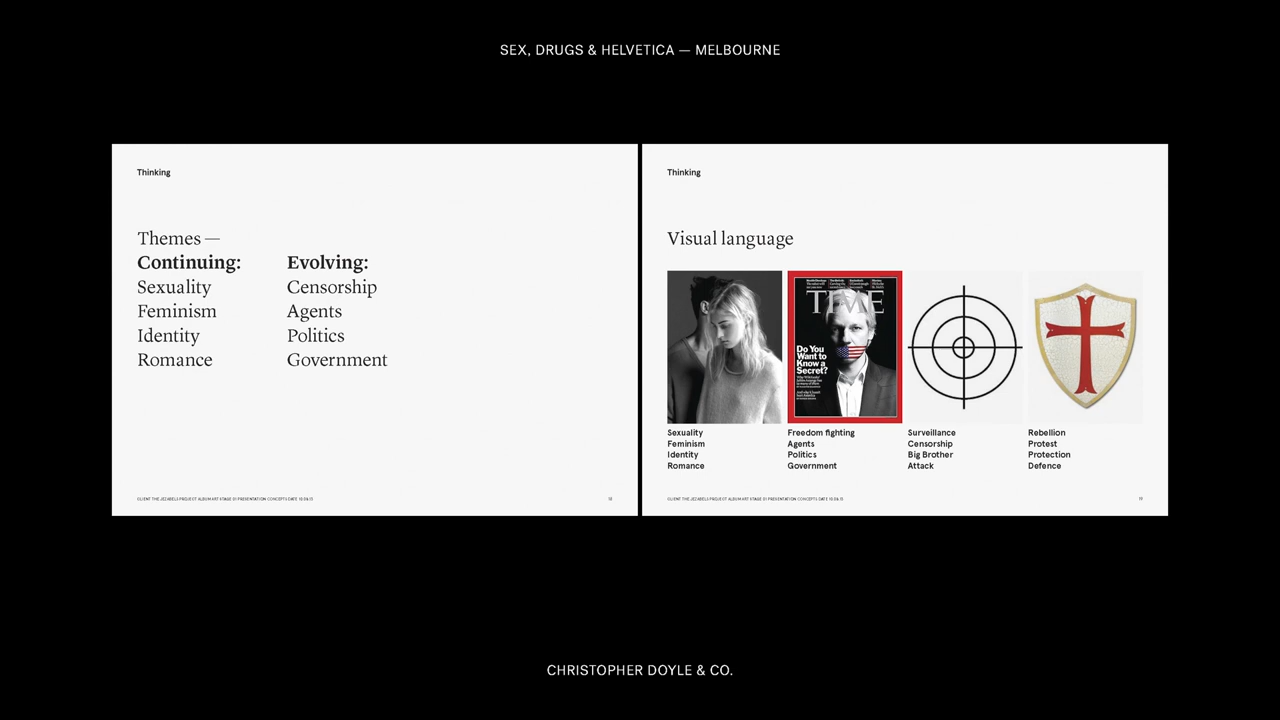 SEX, DRUGS & HELVETICA — MELBOURNE
Thinking
Themes —
Continuing:
Sexuality
Feminism
Identity
Romance
Evolving:
Censorship
Agents
Politics
Government
Thinking
Visual language
TIME
Do You
Want to
Know a
Secret?
Sexuality
Feminism
Identity
Romance
Freedom fighting
Agents
Politics
Government
Surveillance
Censorship
Big Brother
Attack
Rebellion
Protest
Protection
Defence
CHRISTOPHER DOYLE & CO.